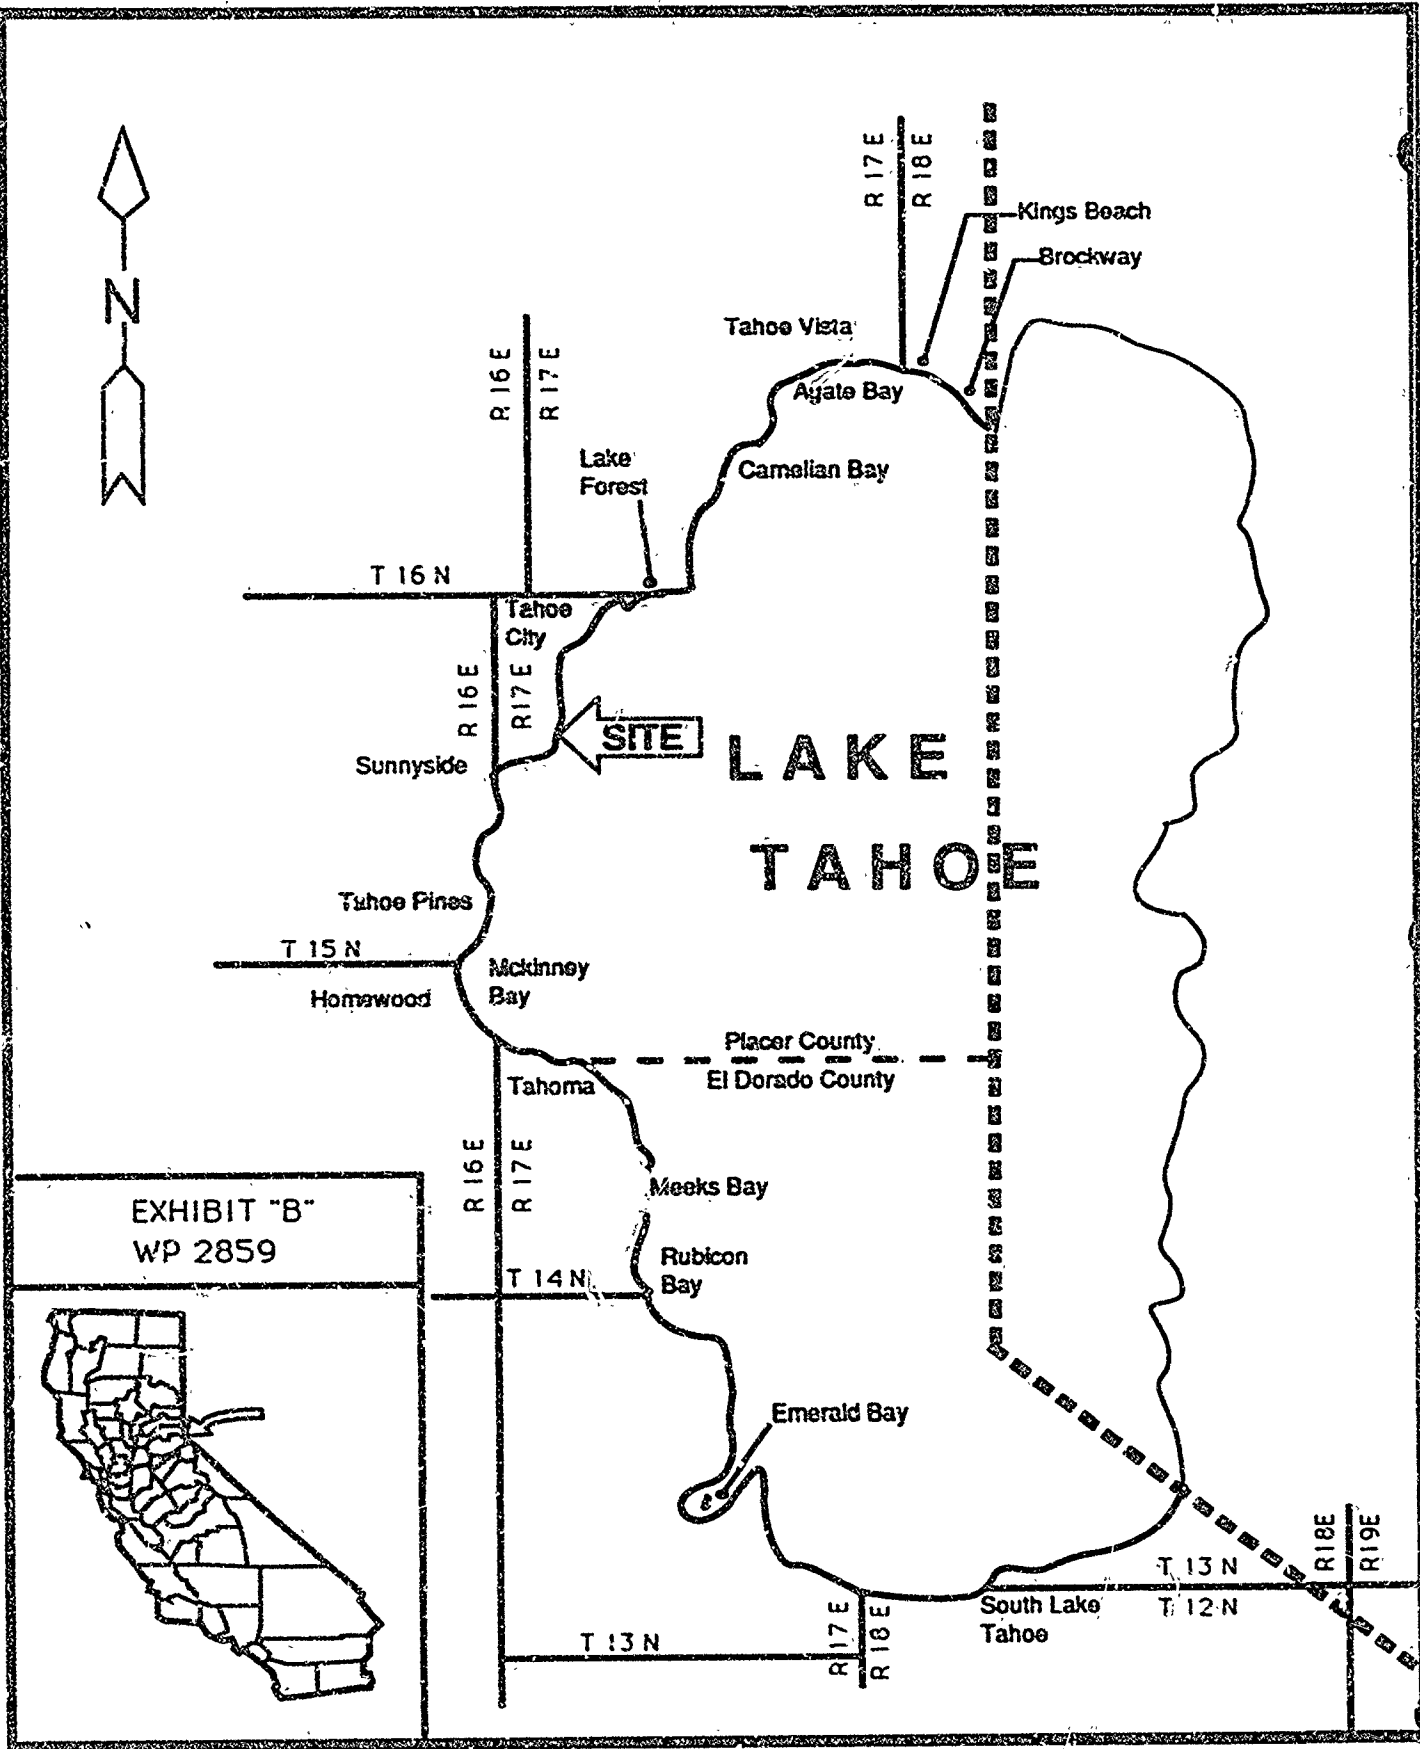 R 17 E
R 18 E
Kings Beach
Brockway
N
Tahoe Vista
R 16 E
R 17 E
Agate Bay
Lake
Forest
Carnelian Bay
T 16 N
Tahoe
City
R 16 E
R 17 E
SITE
LAKE
Sunnyside
TAHOE
Tahoe Pines
T 15 N
Mckinney
Bay
Homewood
Placer County
El Dorado County
Tahoma
R 16 E
R 17 E
Meeks Bay
EXHIBIT "B"
WP 2859
Rubicon
Bay
T 14 N
Emerald Bay
R 18 E
R 19 E
T 13 N
T 12 N
South Lake
Tahoe
R 17 E
R 18 E
T 13 N